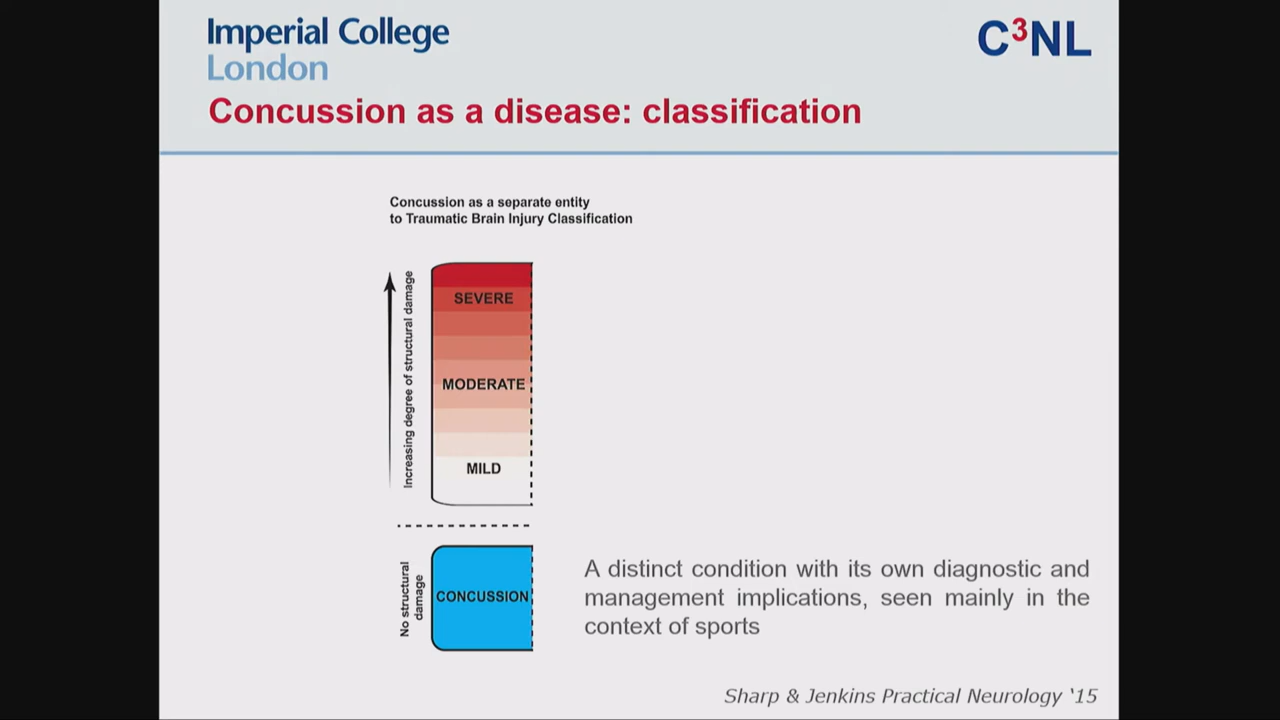 Imperial College
London
C³NL
Concussion as a disease: classification
Concussion as a separate entity
to Traumatic Brain Injury Classification
Increasing degree of structural damage
SEVERE
MODERATE
MILD
No structural
damage
CONCUSSION
A distinct condition with its own diagnostic and
management implications, seen mainly in the
context of sports
Sharp & Jenkins Practical Neurology ‘15